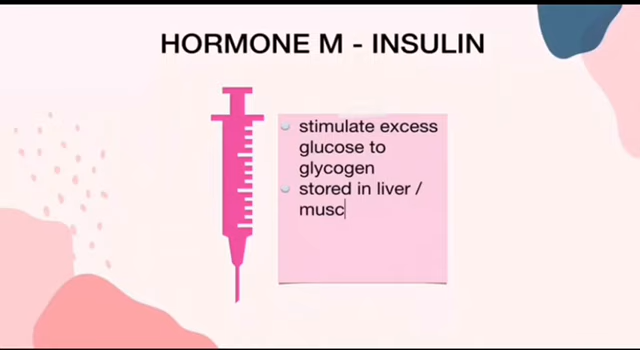 HORMONE M - INSULIN
stimulate excess
glucose to
glycogen
stored in liver /
musc